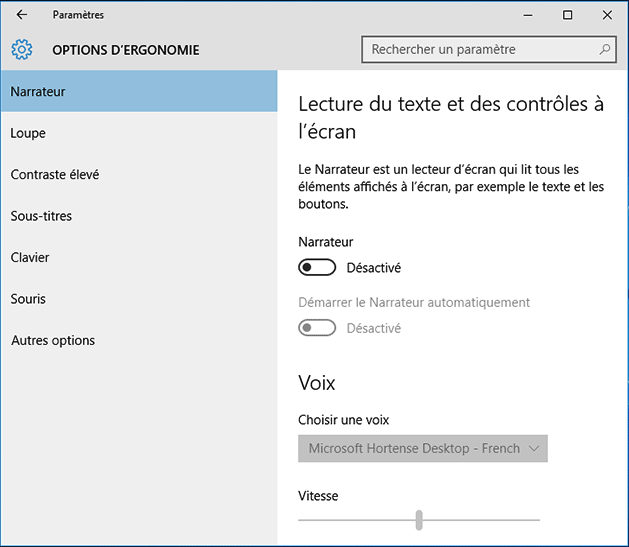 Paramètres
OPTIONS D'ERGONOMIE
Rechercher un paramètre
Narrateur
Loupe
Contraste élevé
Sous-titres
Clavier
Souris
Autres options
Lecture du texte et des contrôles à
l'écran
Le Narrateur est un lecteur d'écran qui lit tous les
éléments affichés à l'écran, par exemple le texte et les
boutons.
Narrateur
Désactivé
Démarrer le Narrateur automatiquement
Désactivé
Voix
Choisir une voix
Microsoft Hortense Desktop - French
Vitesse